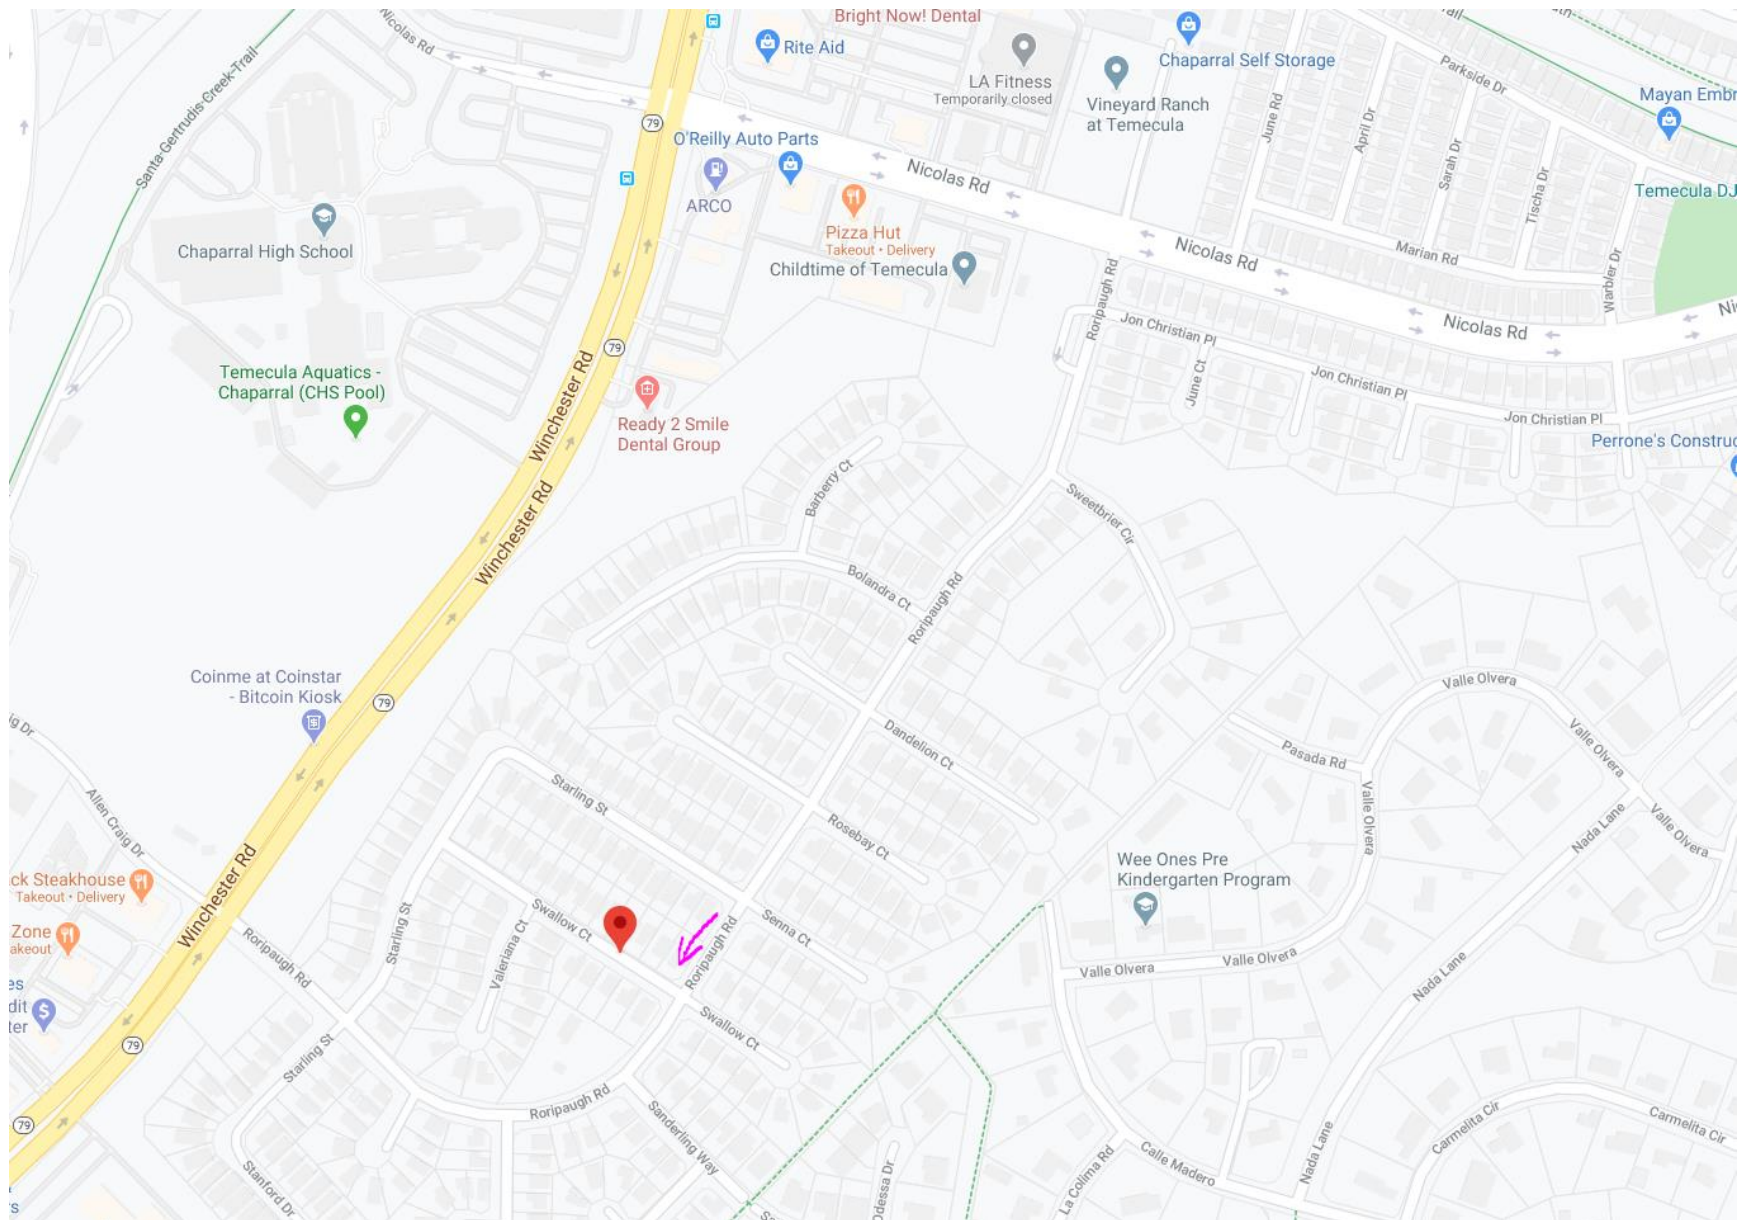 Bright Now! Dental
Rite Aid
Nicolas Rd
LA Fitness
Temporarily closed
Chaparral Self Storage
Vineyard Ranch
at Temecula
Parkside Dr
Mayan Embr
Santa Gertrudis Creek Trail
79
O'Reilly Auto Parts
June Rd
April Dr
Sarah Dr
Tischa Dr
Nicolas Rd
ARCO
Temecula DJ
Chaparral High School
Pizza Hut
Takeout • Delivery
Childtime of Temecula
Nicolas Rd
Marian Rd
Warbler Dr
Roripaugh Rd
Jon Christian Pl
Nicolas Rd
Ni
79
Temecula Aquatics -
Chaparral (CHS Pool)
Winchester Rd
Ready 2 Smile
Dental Group
June Ct
Jon Christian Pl
Jon Christian Pl
Perrone's Construc
Barberry Ct
Sweetbrier Cir
Winchester Rd
Bolandra Ct
Roripaugh Rd
Coinme at Coinstar
- Bitcoin Kiosk
79
ig Dr
Valle Olvera
Valle Olvera
Dandelion Ct
Pasada Rd
Valle Olvera
Starling St
Allen Craig Dr
Rosebay Ct
Nada Lane
Valle Olvera
Winchester Rd
Wee Ones Pre
Kindergarten Program
ck Steakhouse
Takeout • Delivery
Zone
akeout
Starling St
Swallow Ct
Valeriana Ct
Roripaugh Rd
Senna Ct
Roripaugh Rd
Valle Olvera
Valle Olvera
Nada Lane
es
dit
ter
Swallow Ct
79
Starling St
Roripaugh Rd
Sanderling Way
79
Carmelita Cir
Carmelita Cir
Stanford Dr
Odessa Dr
La Colima Rd
Calle Madero
Nada Lane
rs